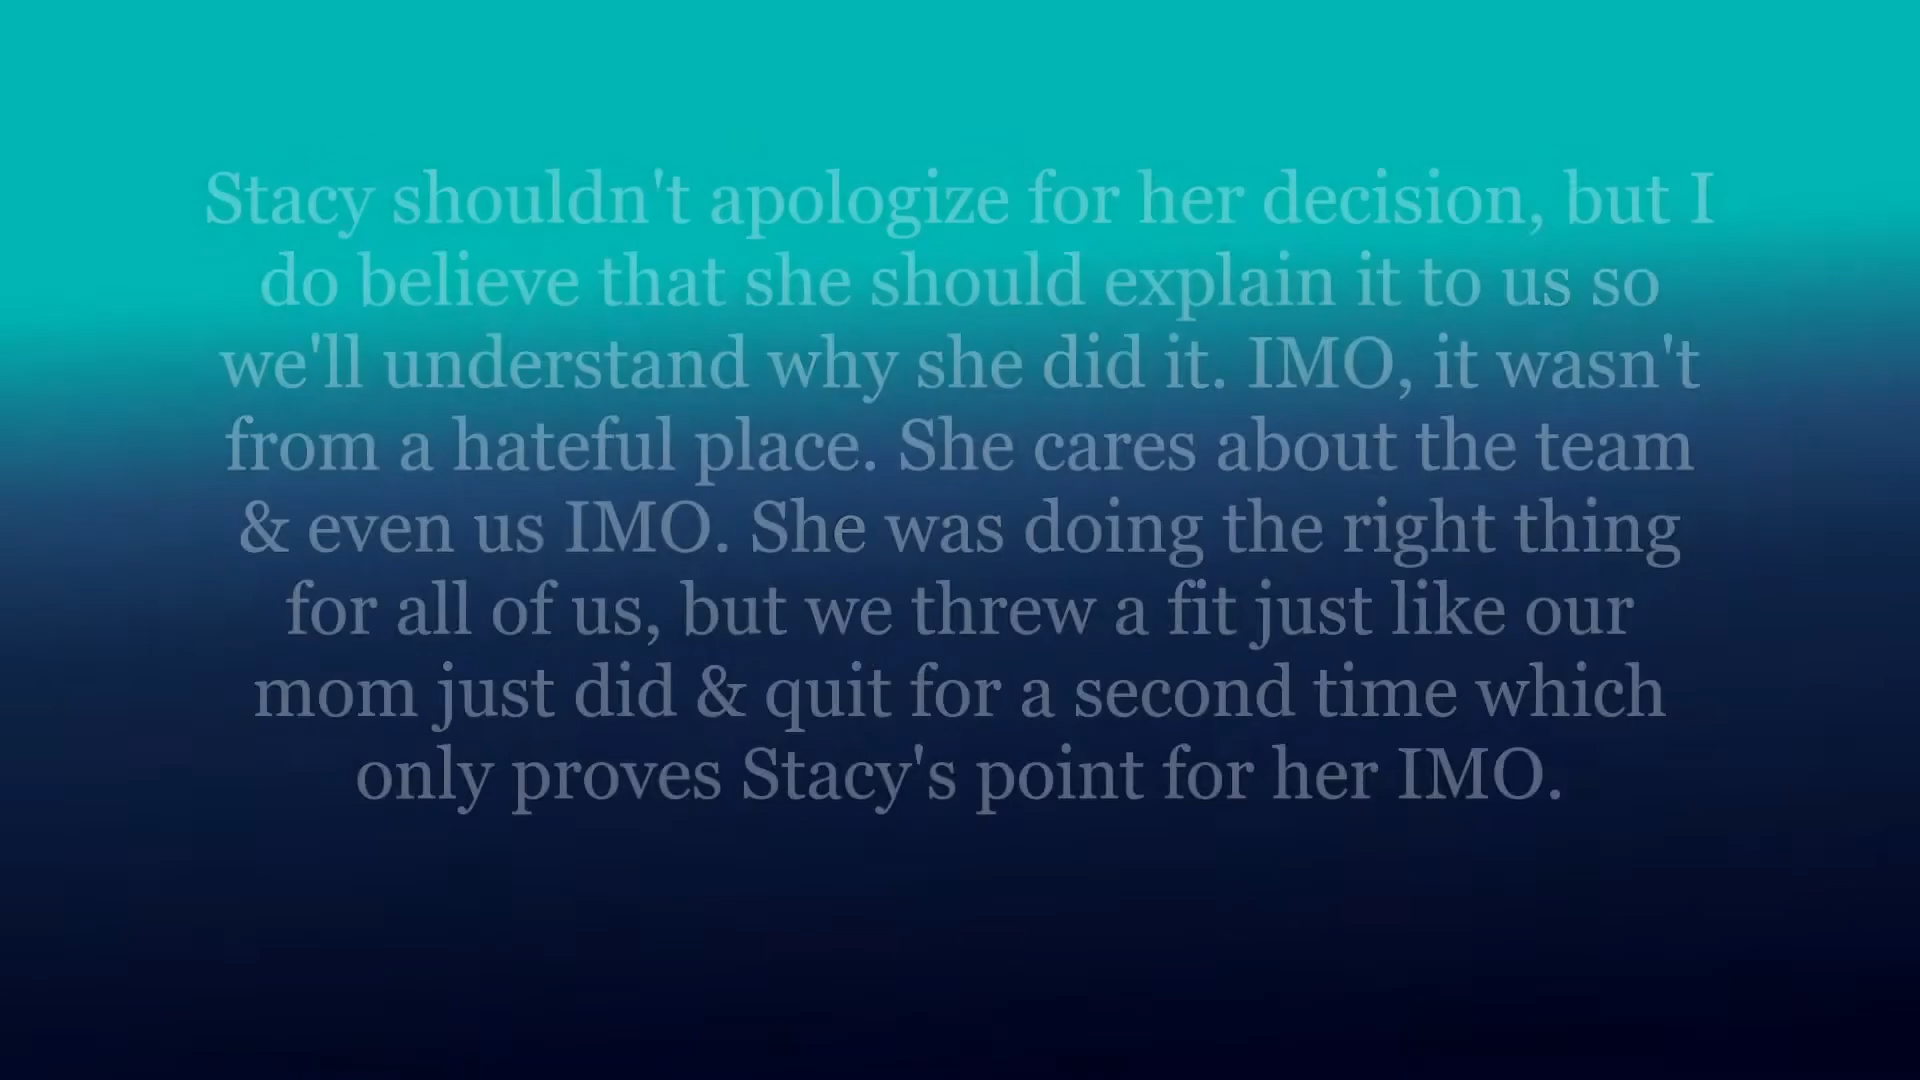 Stacy shouldn't apologize for her decision, but I
do believe that she should explain it to us so
we'll understand why she did it. IMO, it wasn't
from a hateful place. She cares about the team
& even us IMO. She was doing the right thing
for all of us, but we threw a fit just like our
mom just did & quit for a second time which
only proves Stacy's point for her IMO.